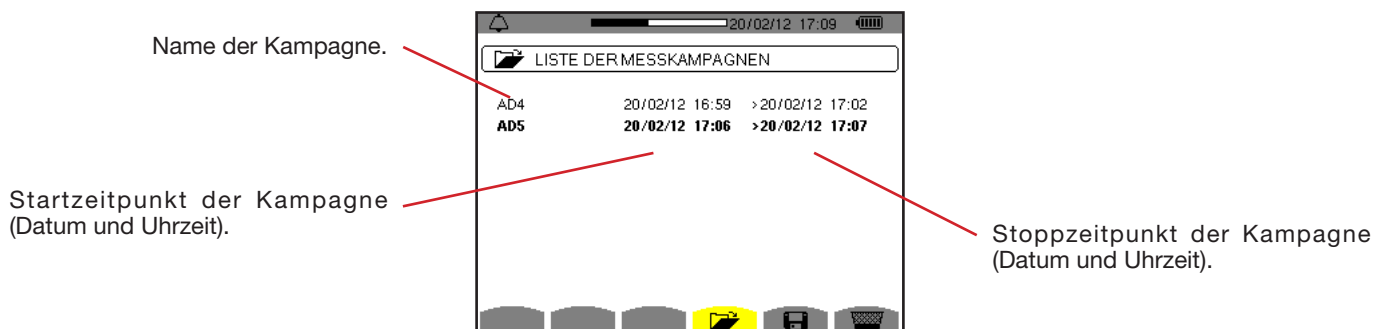 20/02/12 17:09
Name der Kampagne.
LISTE DER MESSKAMPAGNEN
AD4 20/02/12 16:59 >20/02/12 17:02
AD5 20/02/12 17:06 >20/02/12 17:07
Startzeitpunkt der Kampagne
(Datum und Uhrzeit).
Stoppzeitpunkt der Kampagne
(Datum und Uhrzeit).